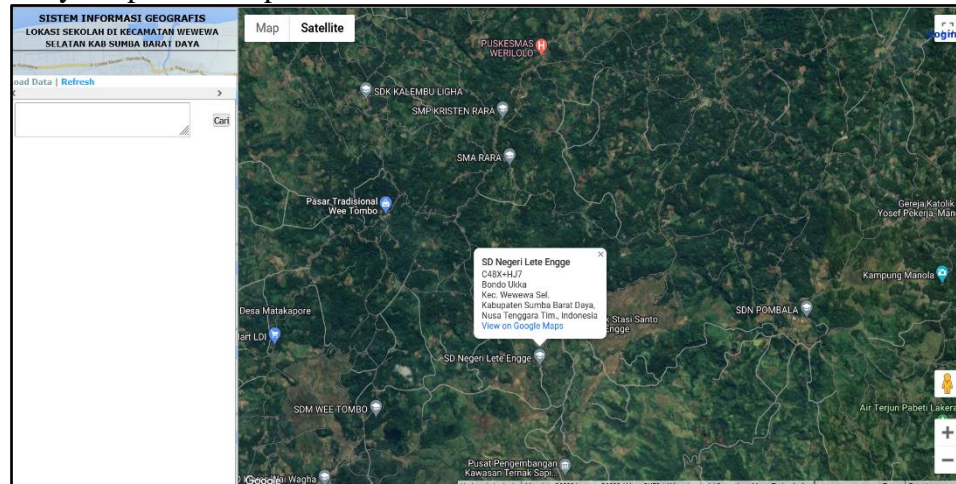 SISTEM INFORMASI GEOGRAFIS
LOKASI SEKOLAH DI KECAMATAN WEWEWA
SELATAN KAB SUMBA BARAT DAYA
oad Data | Refresh
Cari
Map Satellite
Login
PUSKESMAS
WERILOLO
SDK KALEMBU LIGHA
SMP KRISTEN RARA
SMA RARA
Pasar Tradisional
Wee Tombo
Gereja Katolik
Yosef Pekerja, Man
SD Negeri Lete Engge
C48X+HJ7
Bondo Ukka
Kec. Wewewa Sel.
Kabupaten Sumba Barat Daya,
Nusa Tenggara Tim., Indonesia
View on Google Maps
Kampung Manola
Desa Matakapore
k Stasi Santo
Engge
SDN POMBALA
art LDI
SD Negeri Lete Engge
SDM WEE TOMBO
Air Terjun Pabeti Lakera
Pusat Pengembangan
Kawasan Ternak Sapi...
Wagha
Google